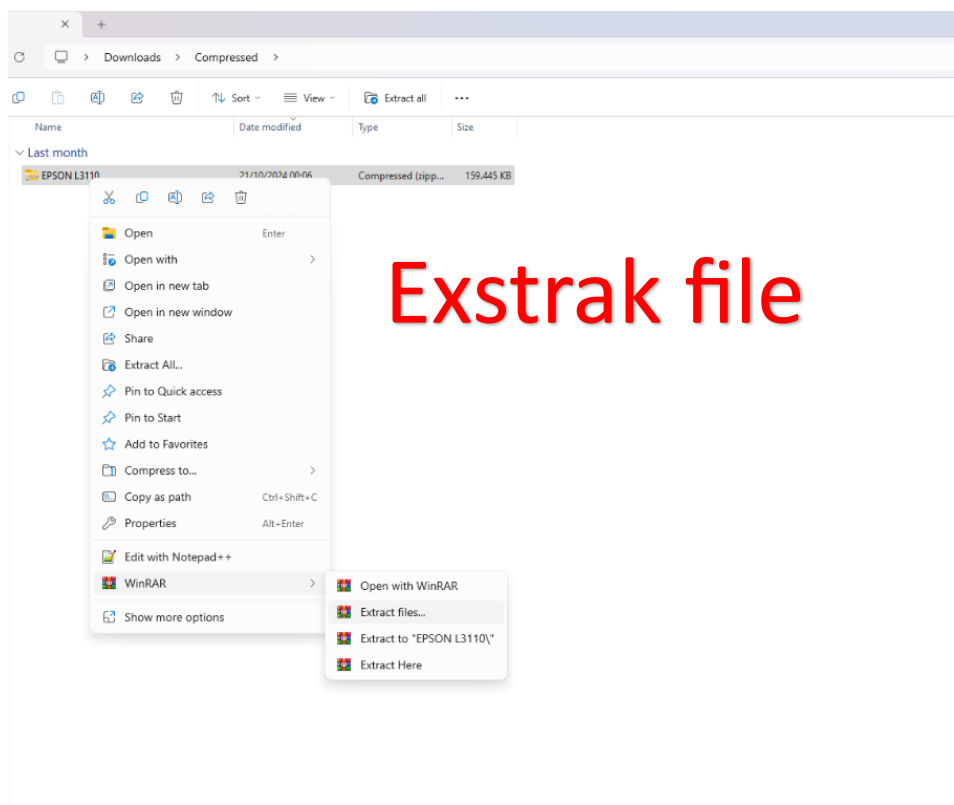 Downloads > Compressed >
Sort View Extract all ...
Name Date modified Type Size
Last month
EPSON L3110 21/10/2024 00:06 Compressed (zipp... 159.445 KB
Open Enter
Open with
Open in new tab
Open in new window
Share
Extract All...
Pin to Quick access
Pin to Start
Add to Favorites
Compress to...
Copy as path Ctrl+Shift+C
Properties Alt+Enter
Edit with Notepad++
WinRAR
Show more options
Open with WinRAR
Extract files...
Extract to "EPSON L3110\"
Extract Here
Exstrak file